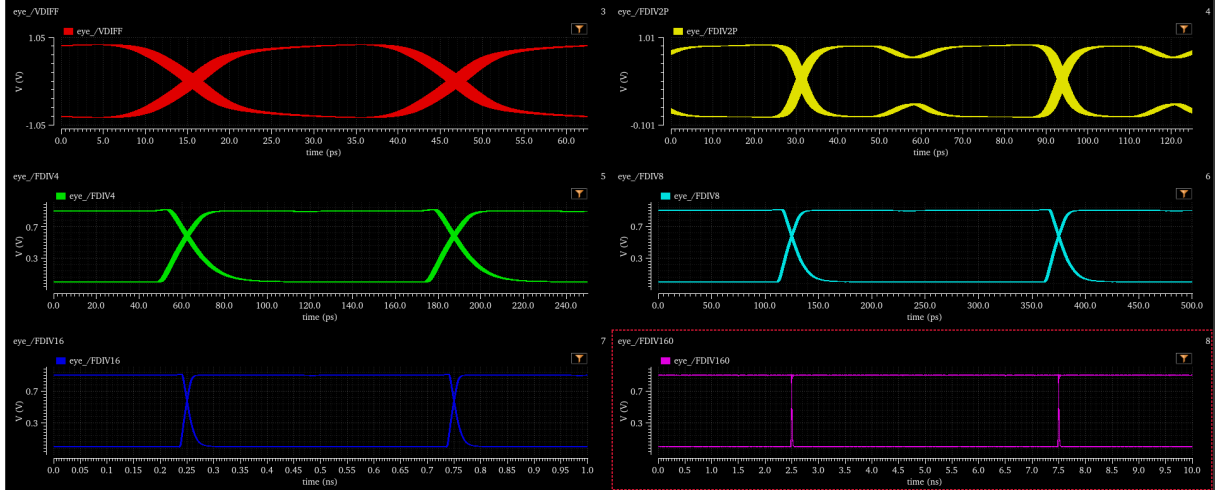 eye_/VDIFF
3
eye_/VDIFF
1.05
V (V)
-1.05
0.0 5.0 10.0 15.0 20.0 25.0 30.0 35.0 40.0 45.0 50.0 55.0 60.0
time (ps)
eye_/FDIV2P
4
eye_/FDIV2P
1.01
V (V)
-0.101
0.0 10.0 20.0 30.0 40.0 50.0 60.0 70.0 80.0 90.0 100.0 110.0 120.0
time (ps)
eye_/FDIV4
5
eye_/FDIV4
0.7
V (V)
0.3
0.0 20.0 40.0 60.0 80.0 100.0 120.0 140.0 160.0 180.0 200.0 220.0 240.0
time (ps)
eye_/FDIV8
6
eye_/FDIV8
0.7
V (V)
0.3
0.0 50.0 100.0 150.0 200.0 250.0 300.0 350.0 400.0 450.0 500.0
time (ps)
eye_/FDIV16
7
eye_/FDIV16
0.7
V (V)
0.3
0.0 0.05 0.1 0.15 0.2 0.25 0.3 0.35 0.4 0.45 0.5 0.55 0.6 0.65 0.7 0.75 0.8 0.85 0.9 0.95 1.0
time (ns)
eye_/FDIV160
8
eye_/FDIV160
0.7
V (V)
0.3
0.0 0.5 1.0 1.5 2.0 2.5 3.0 3.5 4.0 4.5 5.0 5.5 6.0 6.5 7.0 7.5 8.0 8.5 9.0 9.5 10.0
time (ns)